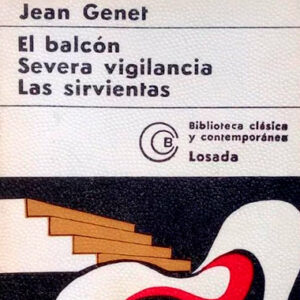 Jean Genet
El balcón
Severa vigilancia
Las sirvientas
B
Biblioteca clásica
y contemporánea
Losada